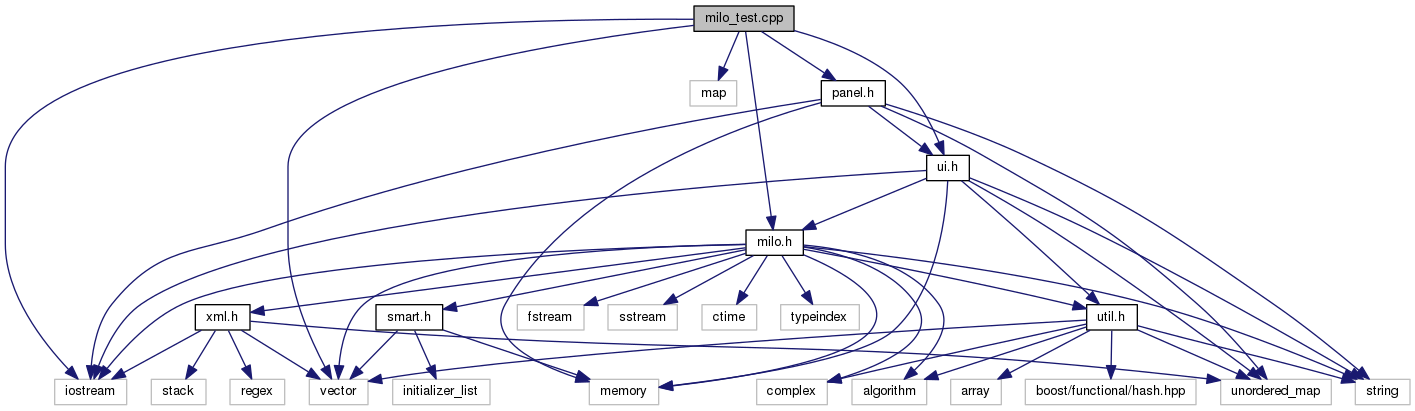 milo_test.cpp
map
panel.h
ui.h
milo.h
xml.h
smart.h
fstream
sstream
ctime
typeindex
util.h
iostream
stack
regex
vector
initializer_list
memory
complex
algorithm
array
boost/functional/hash.hpp
unordered_map
string